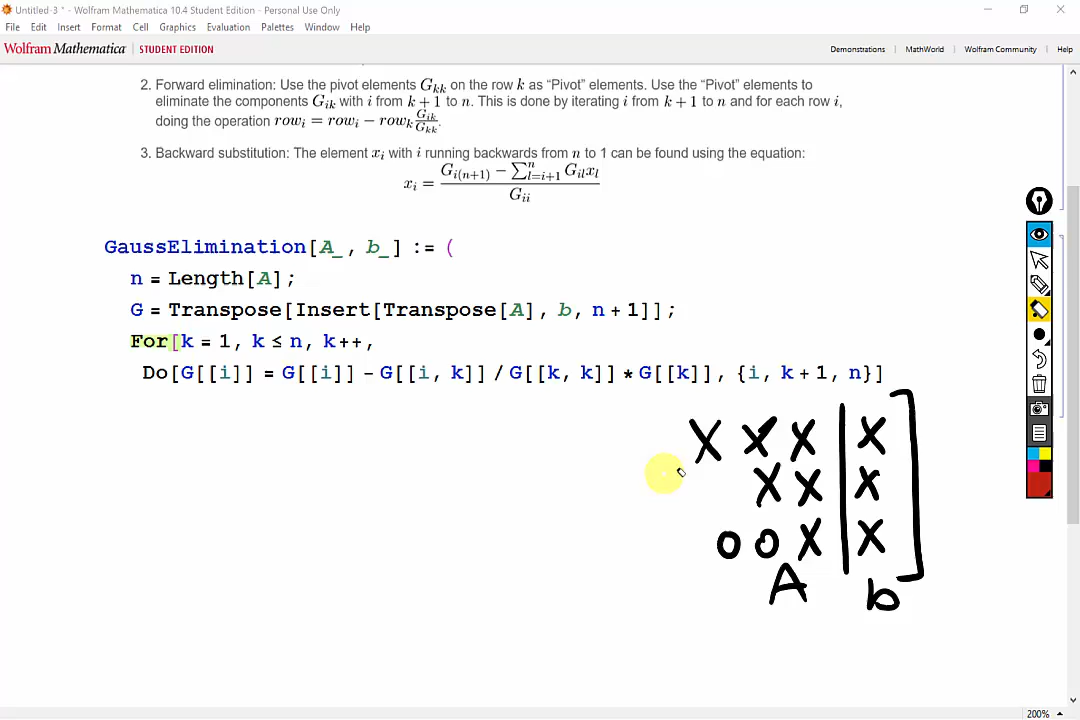 Untitled-3 * - Wolfram Mathematica 10.4 Student Edition - Personal Use Only
File Edit Insert Format Cell Graphics Evaluation Palettes Window Help
Wolfram Mathematica | STUDENT EDITION Demonstrations MathWorld Wolfram Community Help
2. Forward elimination: Use the pivot elements G_kk on the row k as “Pivot” elements. Use the “Pivot” elements to
eliminate the components G_ik with i from k+1 to n. This is done by iterating i from k+1 to n and for each row i,
doing the operation row_i = row_i − row_k G_ik/G_kk.
3. Backward substitution: The element x_i with i running backwards from n to 1 can be found using the equation:
x_i = (G_i(n+1) − ∑_{l=i+1}^n G_il x_l) / G_ii
GaussElimination[A_, b_] := (
n = Length[A];
G = Transpose[Insert[Transpose[A], b, n + 1]];
For[k = 1, k ≤ n, k++,
Do[G[[i]] = G[[i]] - G[[i, k]] / G[[k, k]] * G[[k]], {i, k + 1, n}]
X X X | X ]
X X | X
0 0 X | X
A b
200%